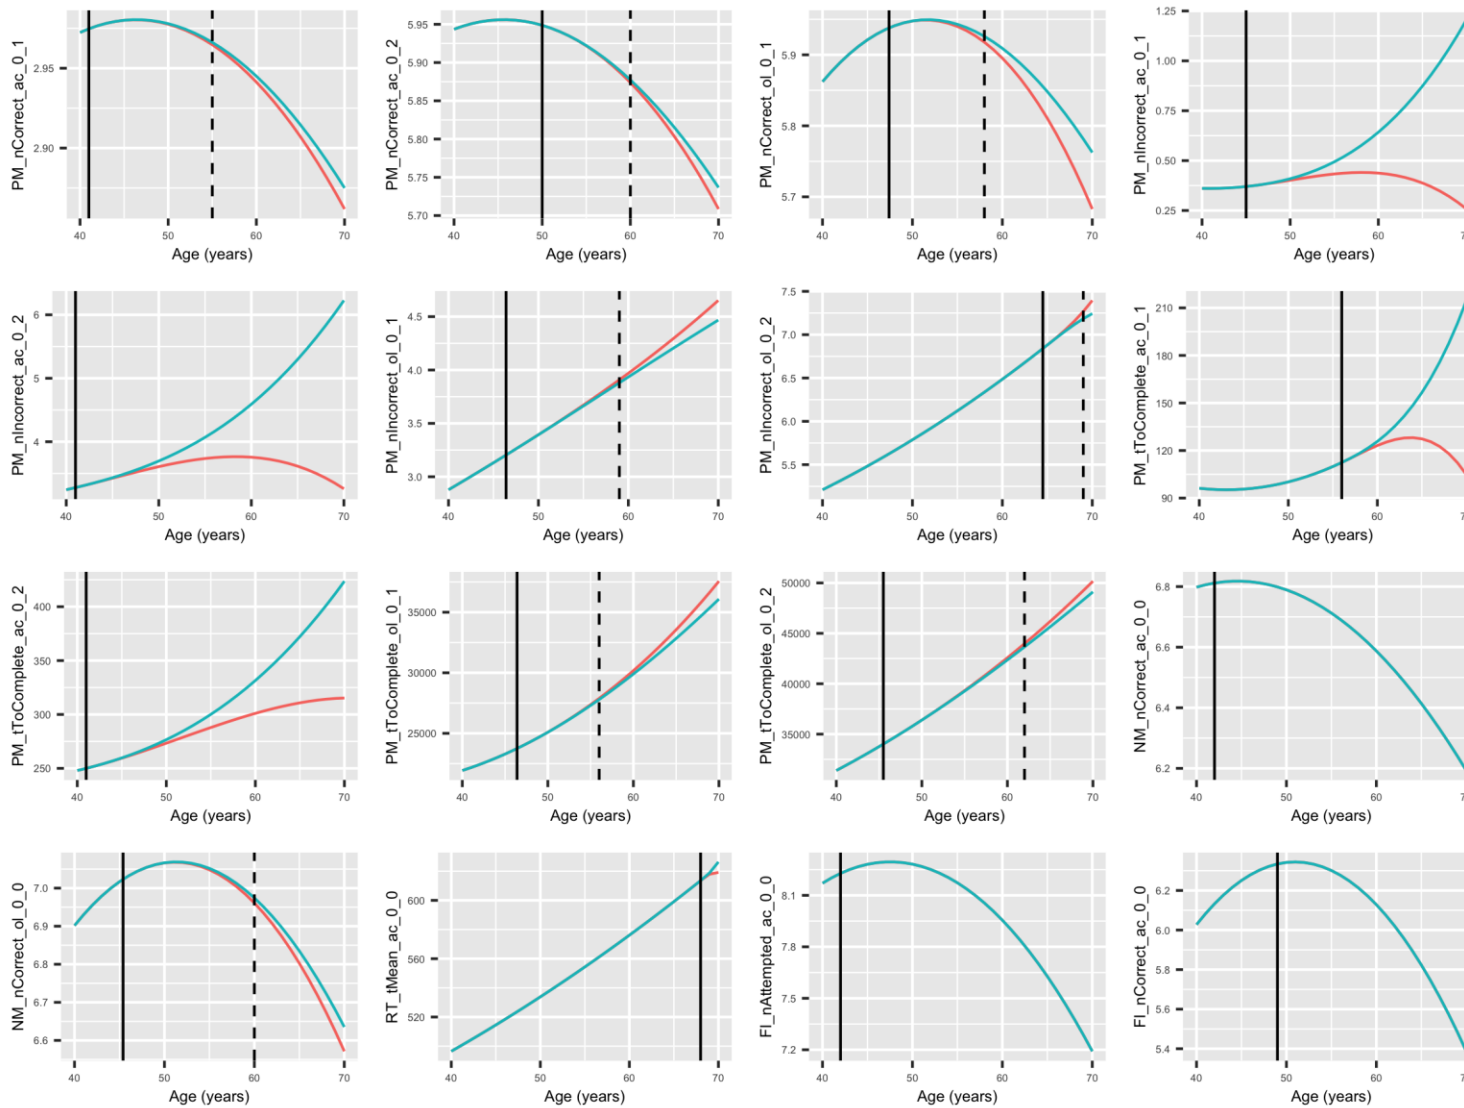 PM_nCorrect_ac_0_1
2.95
2.90
40 50 60 70
Age (years)
PM_nCorrect_ac_0_2
5.95
5.90
5.85
5.80
5.75
5.70
40 50 60 70
Age (years)
PM_nCorrect_ol_0_1
5.9
5.8
5.7
40 50 60 70
Age (years)
PM_nIncorrect_ac_0_1
1.25
1.00
0.75
0.50
0.25
40 50 60 70
Age (years)
PM_nIncorrect_ac_0_2
6
5
4
40 50 60 70
Age (years)
PM_nIncorrect_ol_0_1
4.5
4.0
3.5
3.0
40 50 60 70
Age (years)
PM_nIncorrect_ol_0_2
7.5
7.0
6.5
6.0
5.5
40 50 60 70
Age (years)
PM_tToComplete_ac_0_1
210
180
150
120
90
40 50 60 70
Age (years)
PM_tToComplete_ac_0_2
400
350
300
250
40 50 60 70
Age (years)
PM_tToComplete_ol_0_1
35000
30000
25000
40 50 60 70
Age (years)
PM_tToComplete_ol_0_2
50000
45000
40000
35000
40 50 60 70
Age (years)
NM_nCorrect_ac_0_0
6.8
6.6
6.4
6.2
40 50 60 70
Age (years)
NM_nCorrect_ol_0_0
7.0
6.9
6.8
6.7
6.6
40 50 60 70
Age (years)
RT_tMean_ac_0_0
600
560
520
40 50 60 70
Age (years)
FI_nAttempted_ac_0_0
8.1
7.8
7.5
7.2
40 50 60 70
Age (years)
FI_nCorrect_ac_0_0
6.2
6.0
5.8
5.6
5.4
40 50 60 70
Age (years)